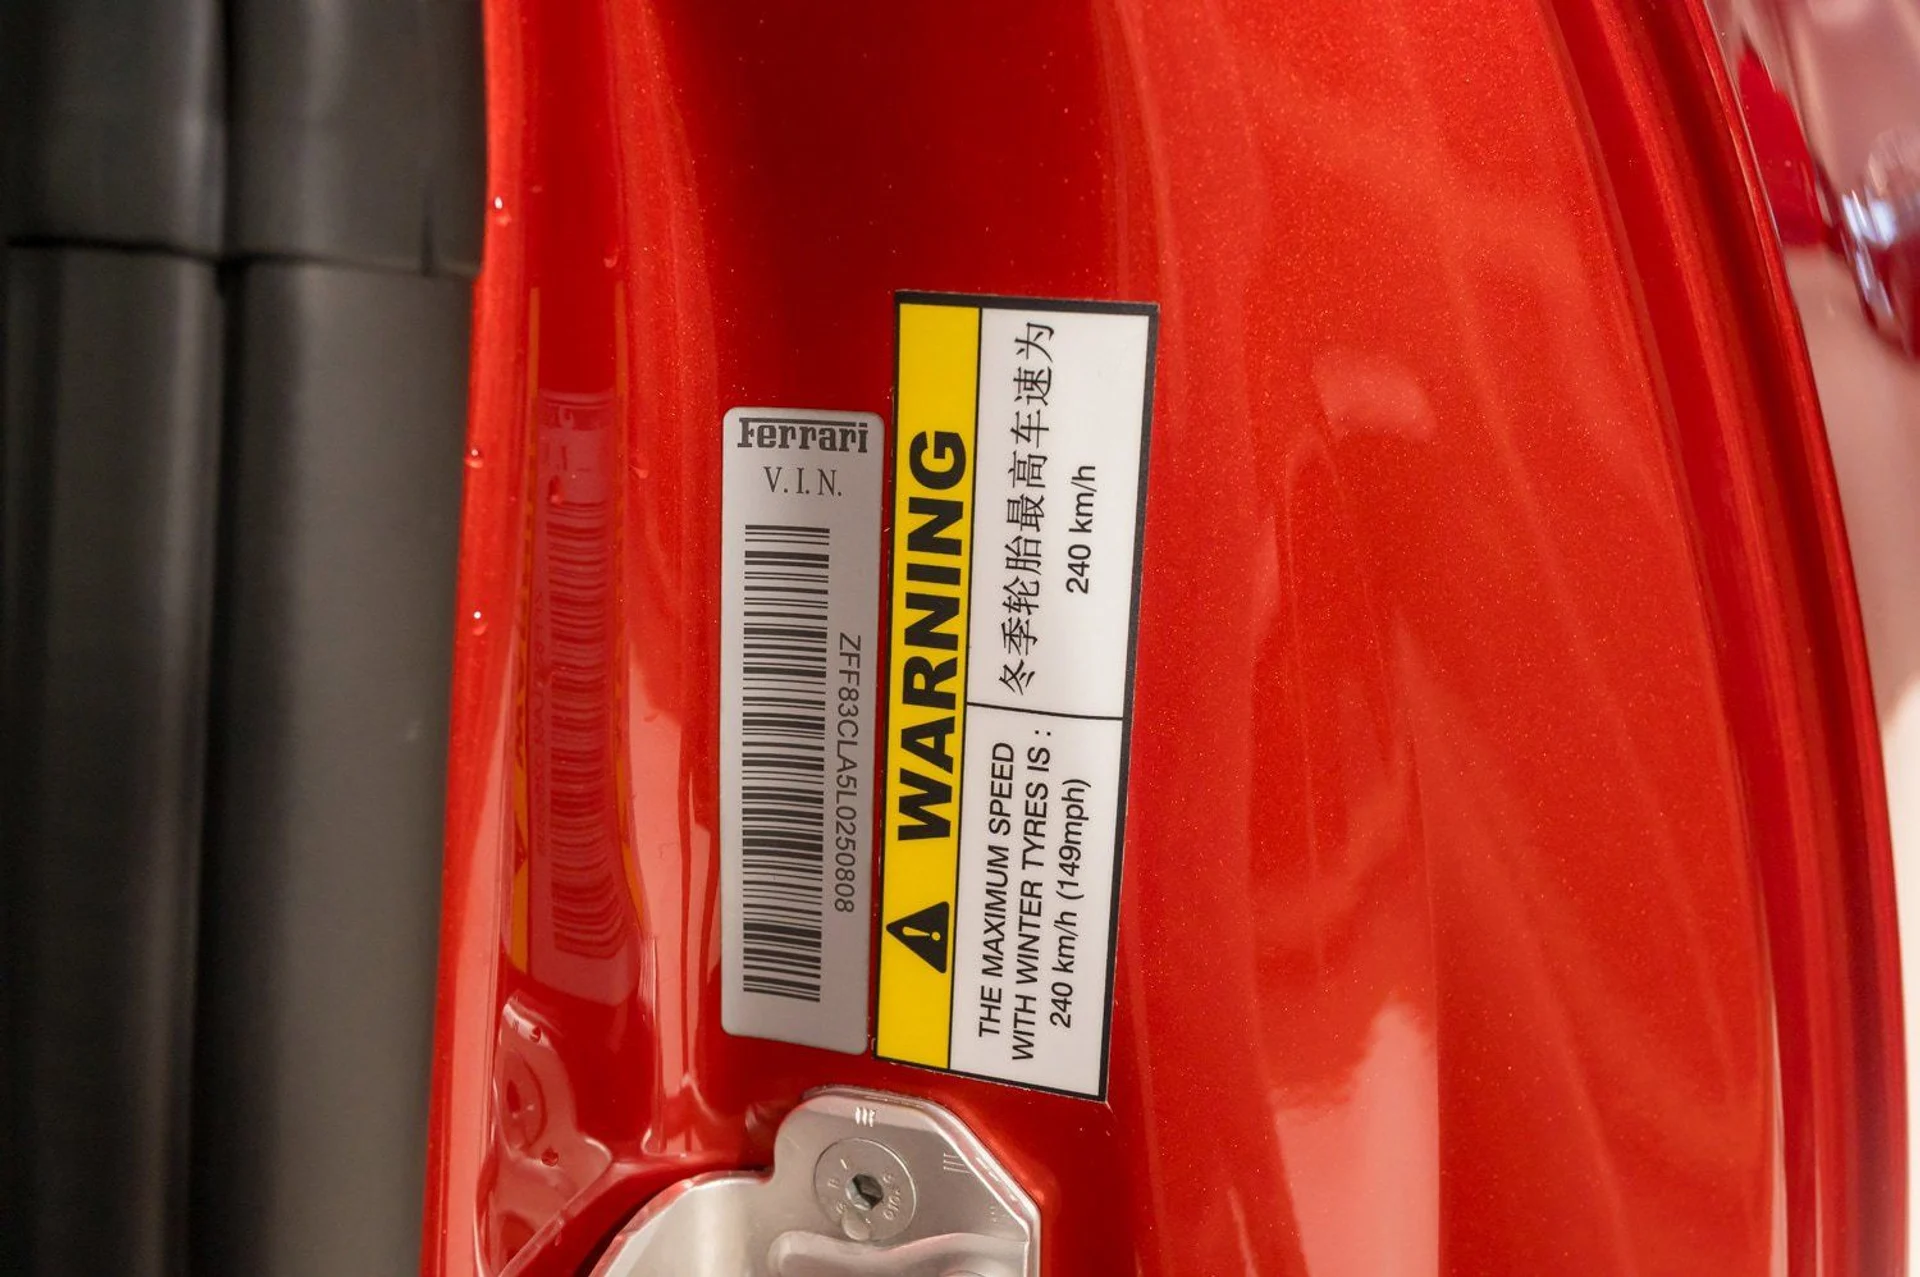 Ferrari
V.I.N.
ZFF83CLA5L0250808
WARNING
THE MAXIMUM SPEED
WITH WINTER TYRES IS :
240 km/h (149mph)
冬季轮胎最高车速为
240 km/h